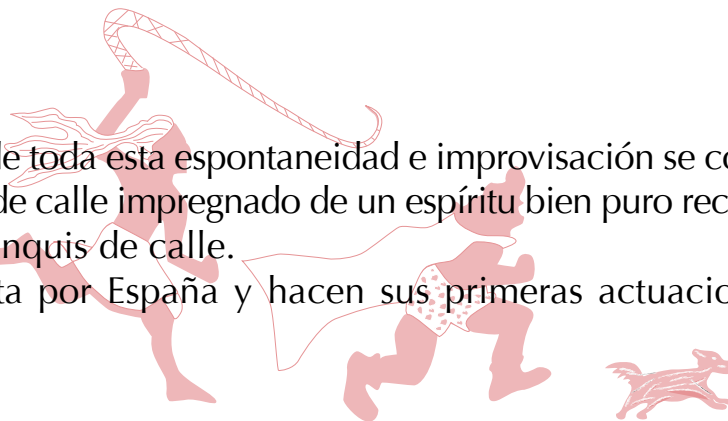 de toda esta espontaneidad e improvisación se co
de calle impregnado de un espíritu bien puro rec
nquis de calle.
ta por España y hacen sus primeras actuacio